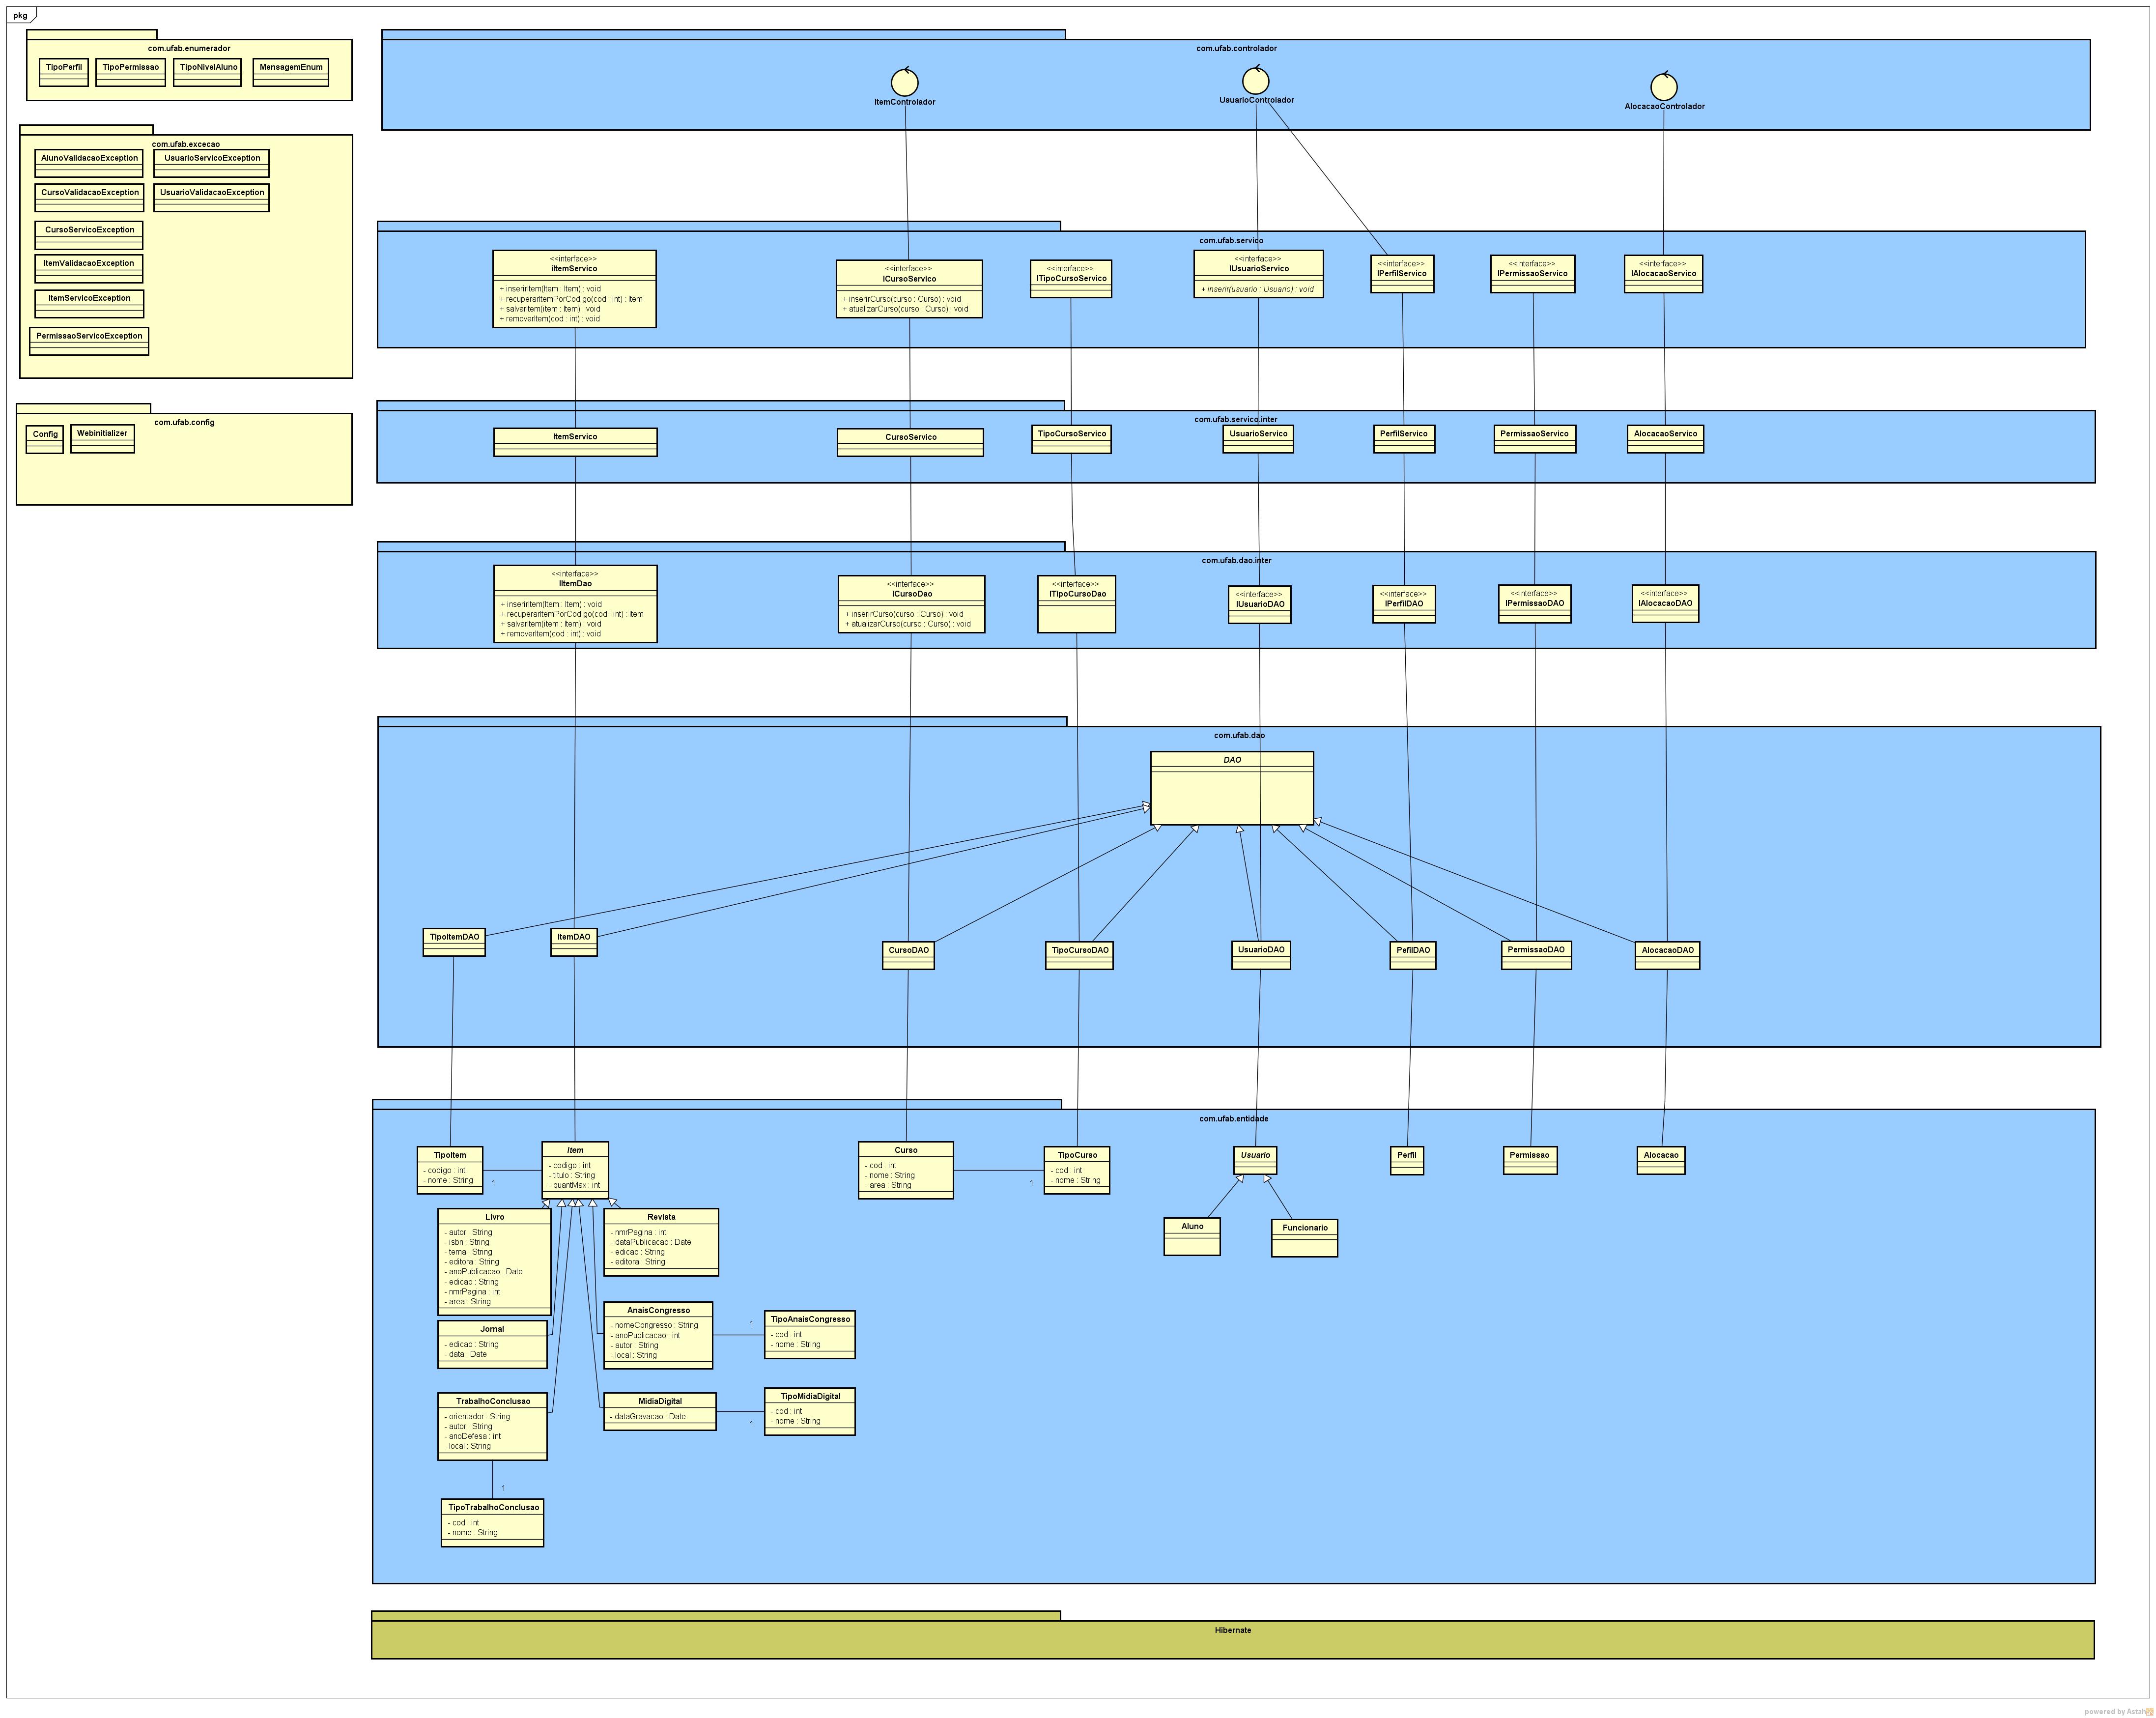 pkg
com.ufab.enumerador
TipoPerfil
TipoPermissao
TipoNivelAluno
MensagemEnum
com.ufab.excecao
AlunoValidacaoException
UsuarioServicoException
CursoValidacaoException
UsuarioValidacaoException
CursoServicoException
ItemValidacaoException
ItemServicoException
PermissaoServicoException
com.ufab.config
Config
Webinitializer
com.ufab.controlador
ItemControlador
UsuarioControlador
AlocacaoControlador
com.ufab.servico
<<interface>>
iItemServico
+ inserirItem(Item : Item) : void
+ recuperarItemPorCodigo(cod : int) : Item
+ salvarItem(item : Item) : void
+ removerItem(cod : int) : void
<<interface>>
ICursoServico
+ inserirCurso(curso : Curso) : void
+ atualizarCurso(curso : Curso) : void
<<interface>>
ITipoCursoServico
<<interface>>
IUsuarioServico
+ inserir(usuario : Usuario) : void
<<interface>>
IPerfilServico
<<interface>>
IPermissaoServico
<<interface>>
IAlocacaoServico
com.ufab.servico.inter
ItemServico
CursoServico
TipoCursoServico
UsuarioServico
PerfilServico
PermissaoServico
AlocacaoServico
com.ufab.dao.inter
<<interface>>
IItemDao
+ inserirItem(Item : Item) : void
+ recuperarItemPorCodigo(cod : int) : Item
+ salvarItem(item : Item) : void
+ removerItem(cod : int) : void
<<interface>>
ICursoDao
+ inserirCurso(curso : Curso) : void
+ atualizarCurso(curso : Curso) : void
<<interface>>
ITipoCursoDao
<<interface>>
IUsuarioDAO
<<interface>>
IPerfilDAO
<<interface>>
IPermissaoDAO
<<interface>>
IAlocacaoDAO
com.ufab.dao
DAO
TipoItemDAO
ItemDAO
CursoDAO
TipoCursoDAO
UsuarioDAO
PefilDAO
PermissaoDAO
AlocacaoDAO
com.ufab.entidade
TipoItem
- codigo : int
- nome : String
1
Item
- codigo : int
- titulo : String
- quantMax : int
Curso
- cod : int
- nome : String
- area : String
1
TipoCurso
- cod : int
- nome : String
Usuario
Perfil
Permissao
Alocacao
Livro
- autor : String
- isbn : String
- tema : String
- editora : String
- anoPublicacao : Date
- edicao : String
- nmrPagina : int
- area : String
Revista
- nmrPagina : int
- dataPublicacao : Date
- edicao : String
- editora : String
Aluno
Funcionario
Jornal
- edicao : String
- data : Date
AnaisCongresso
- nomeCongresso : String
- anoPublicacao : int
- autor : String
- local : String
1
TipoAnaisCongresso
- cod : int
- nome : String
TrabalhoConclusao
- orientador : String
- autor : String
- anoDefesa : int
- local : String
MidiaDigital
- dataGravacao : Date
1
TipoMidiaDigital
- cod : int
- nome : String
1
TipoTrabalhoConclusao
- cod : int
- nome : String
Hibernate
powered by Astah